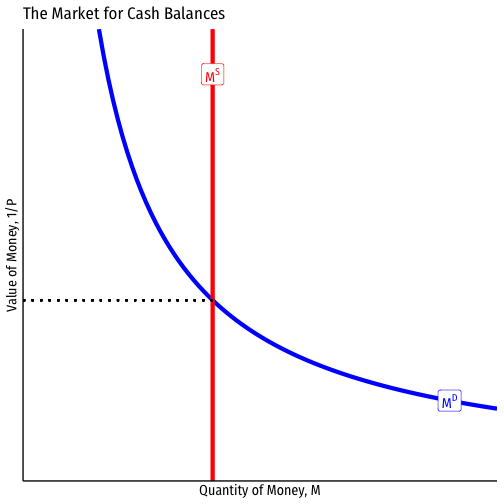 The Market for Cash Balances
M^S
Value of Money, 1/P
M^D
Quantity of Money, M